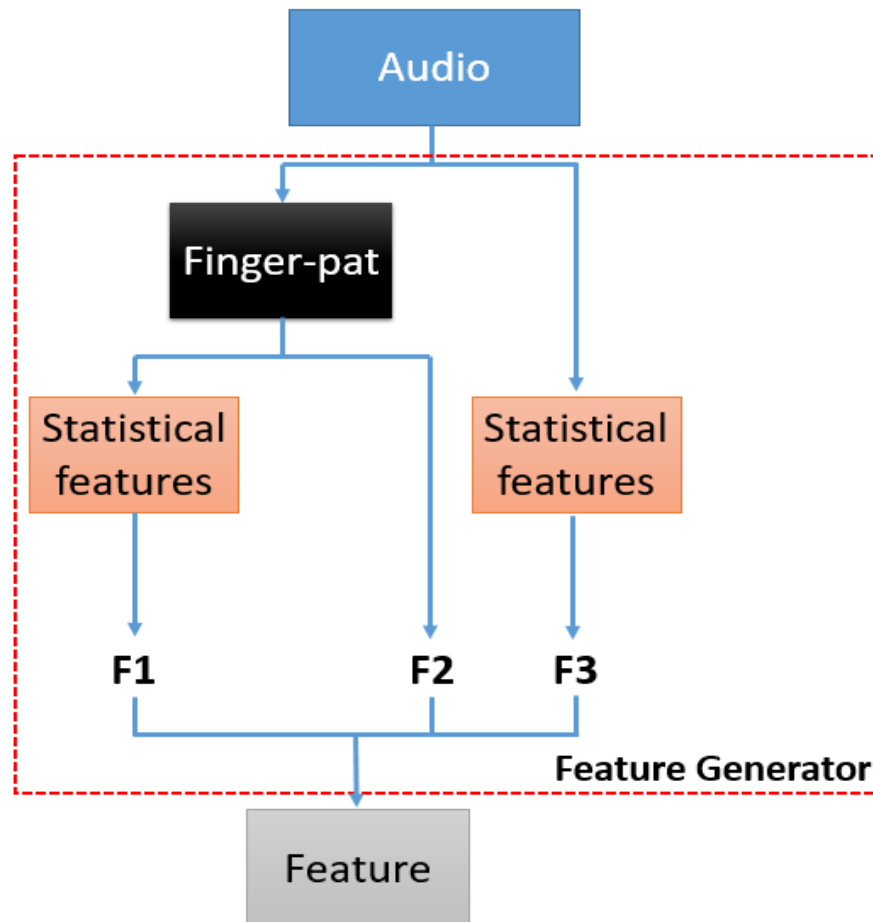 Audio
Finger-pat
Statistical
features
Statistical
features
F1
F2
F3
Feature Generator
Feature